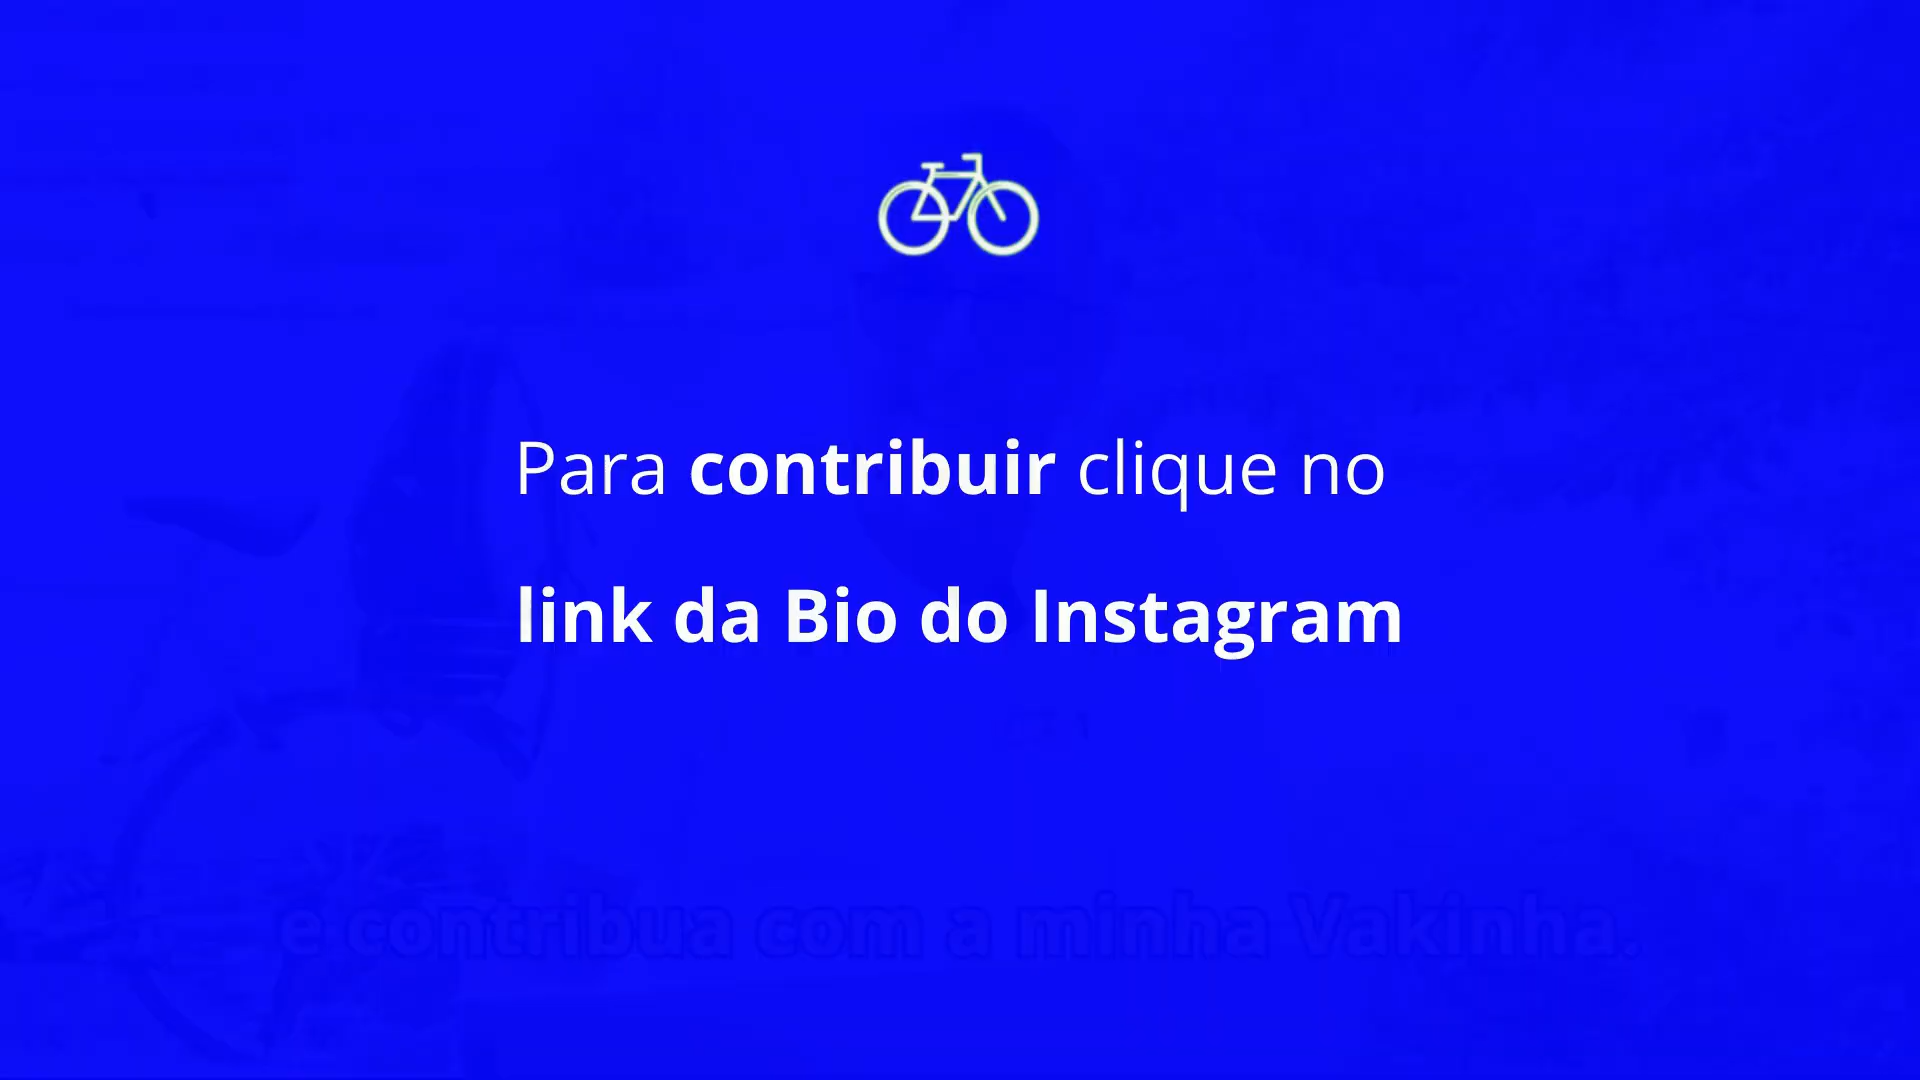 Para contribuir clique no
link da Bio do Instagram
e contribua com a minha Vakinha.